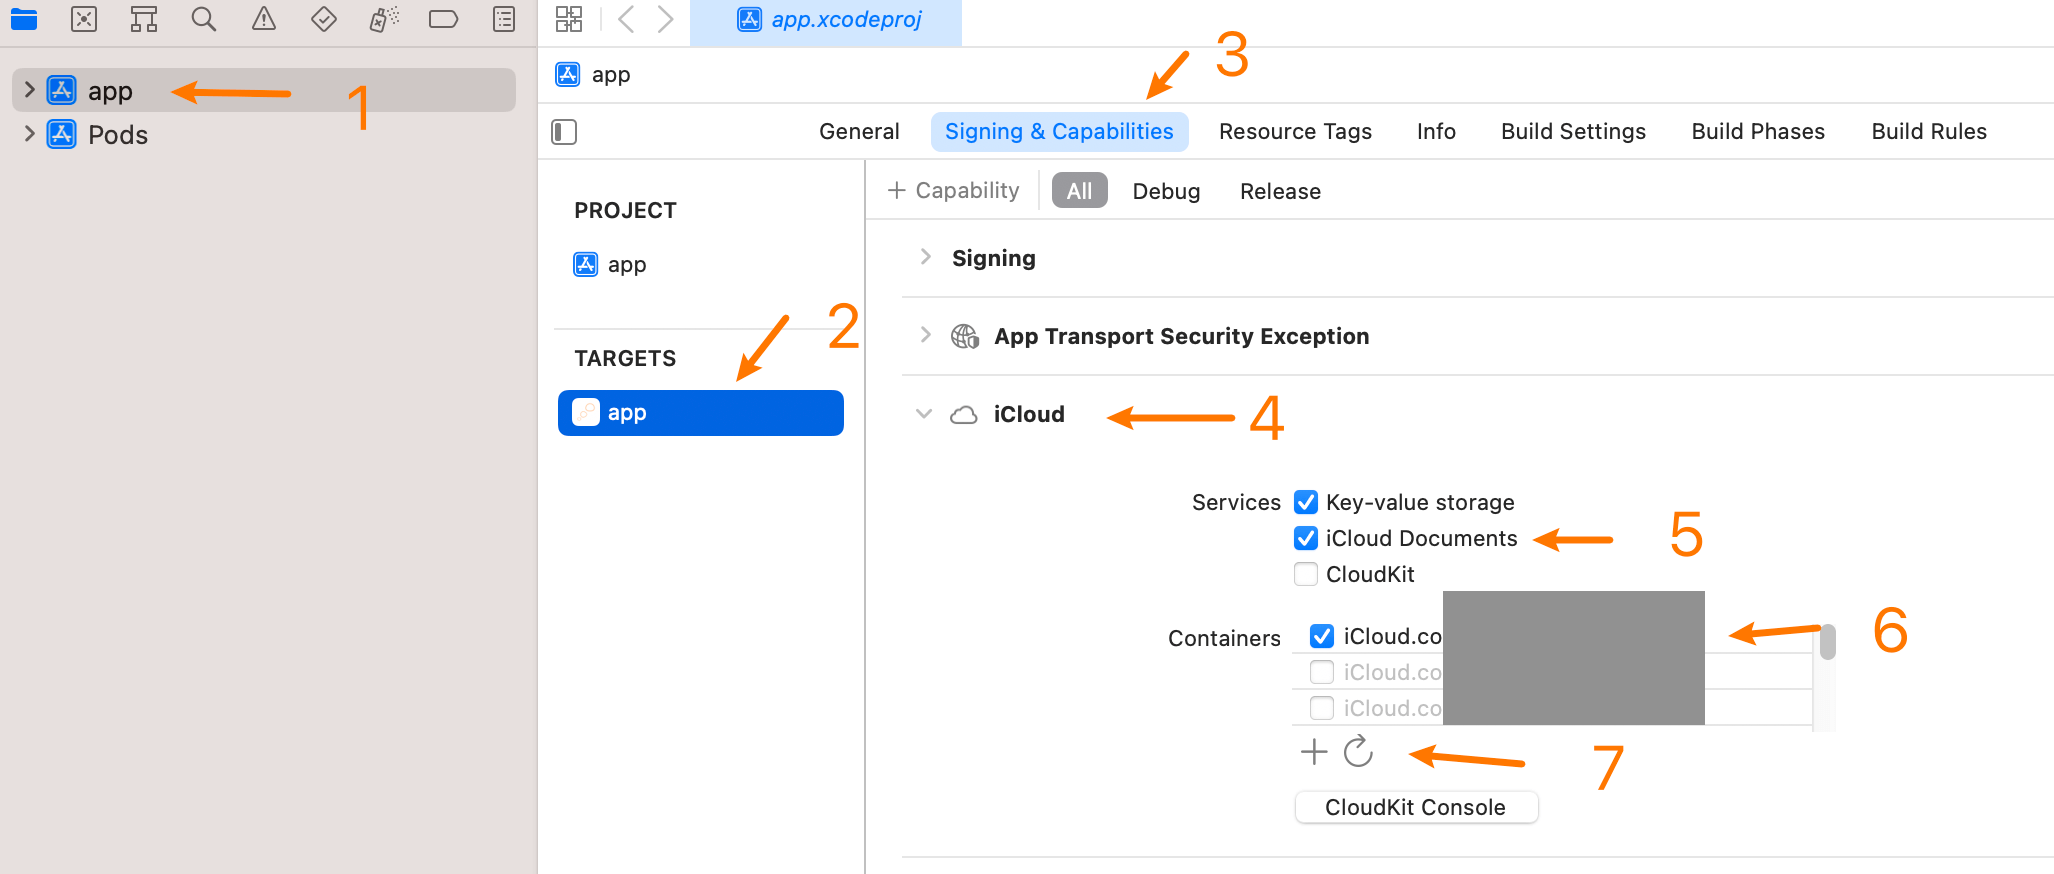 app
1
Pods
app.xcodeproj
app
3
General Signing & Capabilities Resource Tags Info Build Settings Build Phases Build Rules
+ Capability All Debug Release
PROJECT
app
2
TARGETS
app
Signing
App Transport Security Exception
iCloud
4
Services Key-value storage
iCloud Documents
5
CloudKit
Containers iCloud.co
6
iCloud.co
iCloud.co
7
CloudKit Console